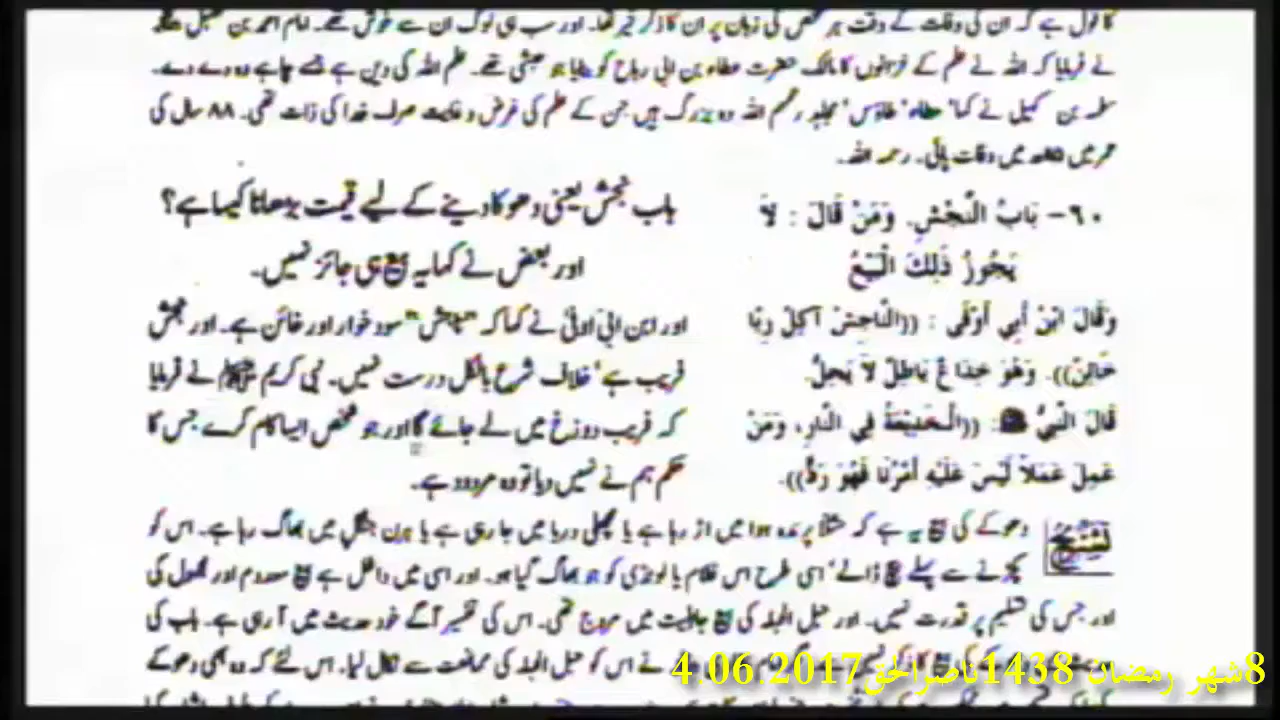 کا قول ہے کہ ان کی وفات کے وقت ہر شخص کی زبان پر ان کا ذکر خیر تھا۔ اور سب ہی لوگ ان سے خوش تھے۔ امام احمد بن حنبل
نے فرمایا کہ اللہ نے علم کے خزانوں کا مالک حضرت عطاء بن ابی رباح کو بنایا جو حبشی تھے۔ علم اللہ کی دین ہے جسے چاہے وہ دے دے۔
سلمہ بن کہیل نے کہا عطاء، طاؤس، مجاہد رحمہم اللہ وہ بزرگ ہیں جن کے علم کی غرض و غایت صرف خدا کی ذات تھی۔ ۸۸ سال کی
عمر میں میں وفات پائی۔ رحمہ اللہ۔
٦٠- بَابُ النَّجْشِ. وَمَنْ قَالَ : لاَ
يَجُوزُ ذَلِكَ الْبَيْعُ
باب نجش یعنی دھوکا دینے کے لیے قیمت بڑھانا کیسا ہے؟
اور بعض نے کہا یہ بیع ہی جائز نہیں۔
وَقَالَ ابْنُ أَبِي أَوْفَى : ((النَّاجِشُ آكِلُ رِبًا
خَائِنٌ)). وَهُوَ خِدَاعٌ بَاطِلٌ لاَ يَحِلُّ
قَالَ النَّبِيُّ ﷺ: ((الْخَدِيْعَةُ فِي النَّارِ، وَمَنْ
عَمِلَ عَمَلاً لَيْسَ عَلَيْهِ أَمْرُنَا فَهُوَ رَدٌّ)).
اور ابن ابی اوفیٰ نے کہا کہ "ناجش" سود خوار اور خائن ہے۔ اور نجش
فریب ہے، خلاف شرع بالکل درست نہیں۔ نبی کریم ﷺ نے فرمایا
کہ فریب دوزخ میں لے جائے گا اور جو شخص ایسا کام کرے جس کا
حکم ہم نے نہیں دیا تو وہ مردود ہے۔
تشریح دھوکے کی بیع یہ ہے کہ مثلاً پرندہ ہوا میں اڑ رہا ہے یا مچھلی دریا میں جا رہی ہے یا ہرن جنگل میں بھاگ رہا ہے۔ اس کو
پکڑنے سے پہلے بیچ ڈالے، اسی طرح اس غلام یا لونڈی کو جو بھاگ گیا ہو۔ اور اسی میں داخل ہے بیع معدوم اور مجہول کی
اور جس کی تسلیم پر قدرت نہیں۔ اور حبل الحبلہ کی بیع جاہلیت میں مروج تھی۔ اس کی تفسیر آگے خود حدیث میں آ رہی ہے۔ باب کی
نے اس کو حبل الحبلہ کی ممانعت سے نکال لیا۔ اس لئے کہ وہ بھی دھوکے
8شهر رمضان 1438ناصرالحق4.06.2017